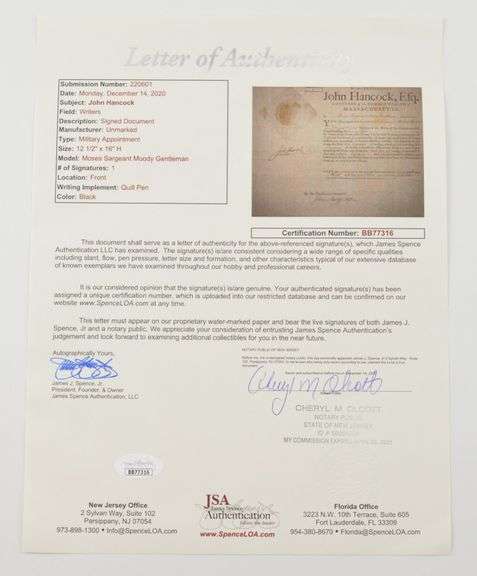 Letter of Authenticity
Submission Number: 220601
Date: Monday, December 14, 2020
Subject: John Hancock
Field: Writers
Description: Signed Document
Manufacturer: Unmarked
Type: Military Appointment
Size: 12 1/2" x 16" H
Model: Moses Sargeant Moody Gentleman
# of Signatures: 1
Location: Front
Writing Implement: Quill Pen
Color: Black
John Hancock, Esq.
MASSACHUSETTS
Certification Number: BB77316
This document shall serve as a letter of authenticity for the above-referenced signature(s), which James Spence
Authentication LLC has examined. The signature(s) is/are consistent considering a wide range of specific qualities
including slant, flow, pen pressure, letter size and formation, and other characteristics typical of our extensive database
of known exemplars we have examined throughout our hobby and professional careers.
It is our considered opinion that the signature(s) is/are genuine. Your authenticated signature(s) has been
assigned a unique certification number, which is uploaded into our restricted database and can be confirmed on our
website www.SpenceLOA.com at any time.
This letter must appear on our proprietary water-marked paper and bear the live signatures of both James J.
Spence, Jr and a notary public. We appreciate your consideration of entrusting James Spence Authentication's
judgement and look forward to examining additional collectibles for you in the near future.
Autographically Yours,
NOTARY PUBLIC OF NEW JERSEY
Cheryl M Olcott
James J. Spence, Jr.
President, Founder, & Owner
James Spence Authentication, LLC
CHERYL M. OLCOTT
NOTARY PUBLIC
STATE OF NEW JERSEY
MY COMMISSION EXPIRES
BB77316
New Jersey Office
2 Sylvan Way, Suite 102
Parsippany, NJ 07054
973-898-1300 • Info@SpenceLOA.com
JSA
James Spence
Authentication
www.SpenceLOA.com
Florida Office
3223 N.W. 10th Terrace, Suite 605
Fort Lauderdale, FL 33309
954-380-8670 • Florida@SpenceLOA.com